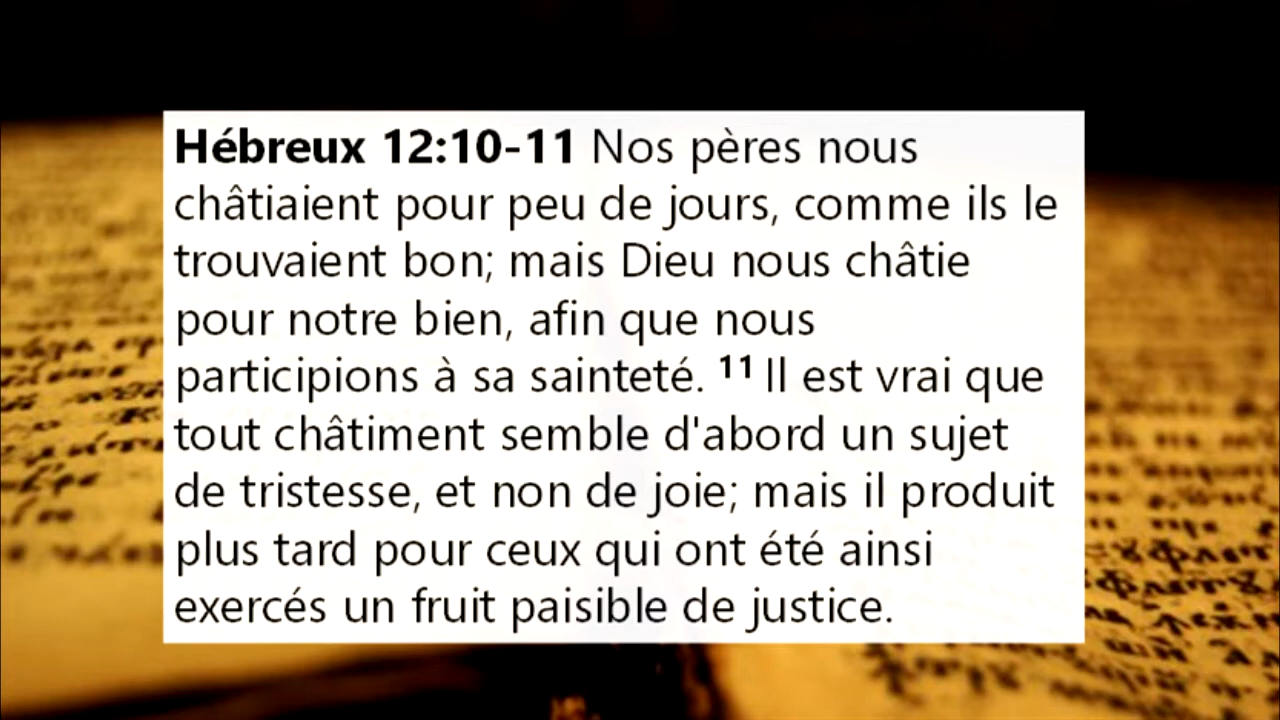 Hébreux 12:10-11 Nos pères nous
châtiaient pour peu de jours, comme ils le
trouvaient bon; mais Dieu nous châtie
pour notre bien, afin que nous
participions à sa sainteté. ¹¹ Il est vrai que
tout châtiment semble d'abord un sujet
de tristesse, et non de joie; mais il produit
plus tard pour ceux qui ont été ainsi
exercés un fruit paisible de justice.